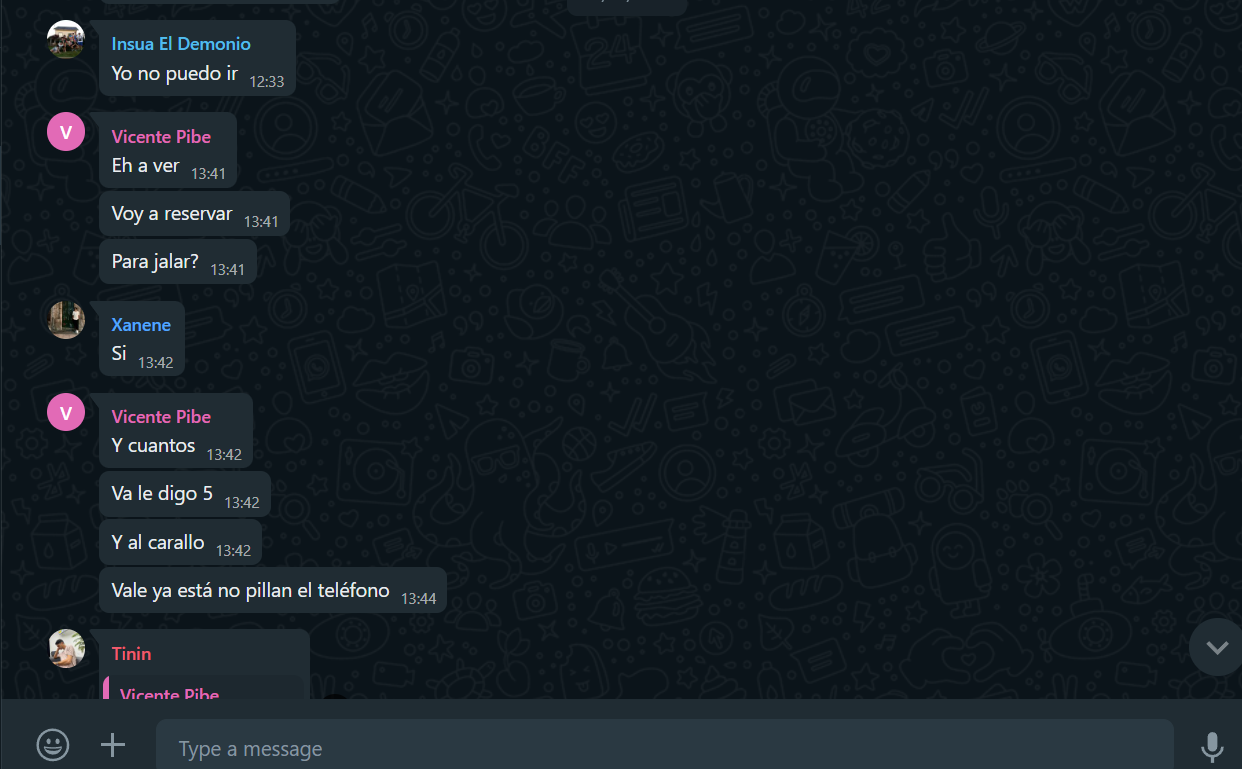 Insua El Demonio
Yo no puedo ir 12:33
V
Vicente Pibe
Eh a ver 13:41
Voy a reservar 13:41
Para jalar? 13:41
Xanene
Si 13:42
V
Vicente Pibe
Y cuantos 13:42
Va le digo 5 13:42
Y al carallo 13:42
Vale ya está no pillan el teléfono 13:44
Tinin
Vicente Pibe
Type a message